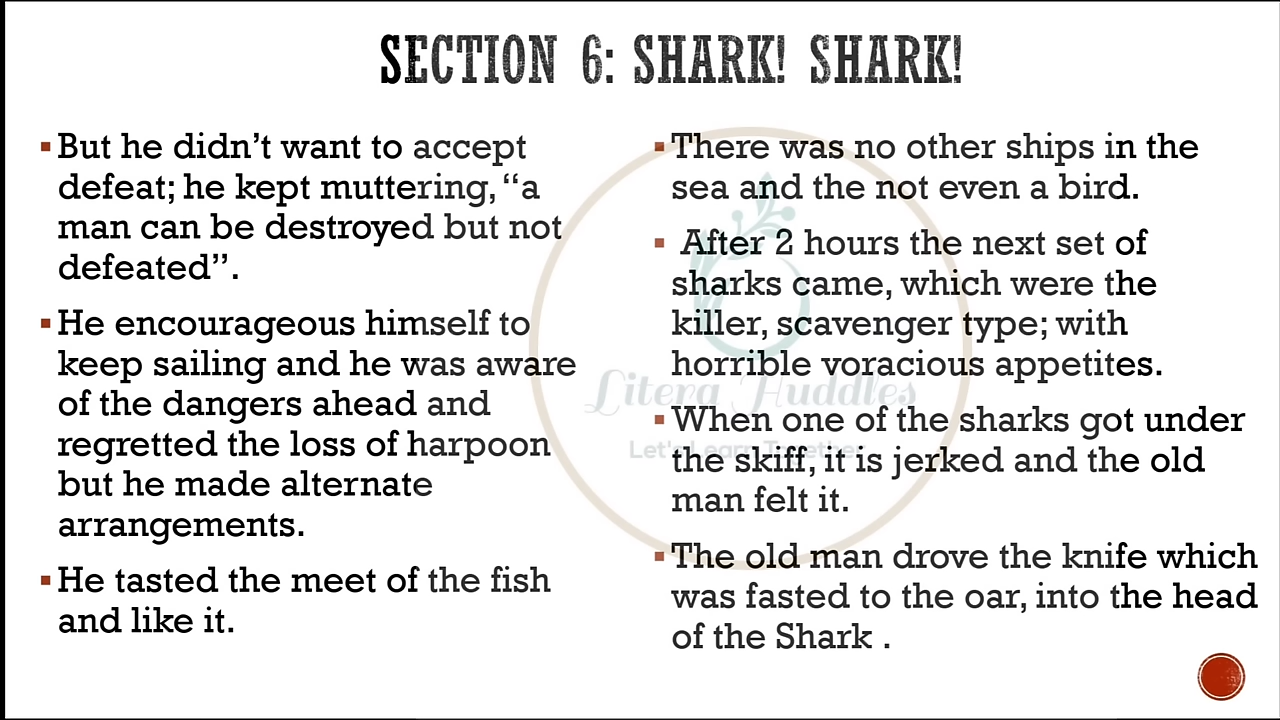 SECTION 6: SHARK! SHARK!
▪But he didn't want to accept
defeat; he kept muttering, “a
man can be destroyed but not
defeated”.
▪He encourageous himself to
keep sailing and he was aware
of the dangers ahead and
regretted the loss of harpoon
but he made alternate
arrangements.
▪He tasted the meet of the fish
and like it.
▪There was no other ships in the
sea and the not even a bird.
▪ After 2 hours the next set of
sharks came, which were the
killer, scavenger type; with
horrible voracious appetites.
▪When one of the sharks got under
the skiff, it is jerked and the old
man felt it.
▪The old man drove the knife which
was fasted to the oar, into the head
of the Shark .
Litera Huddles
Let's Learn Together